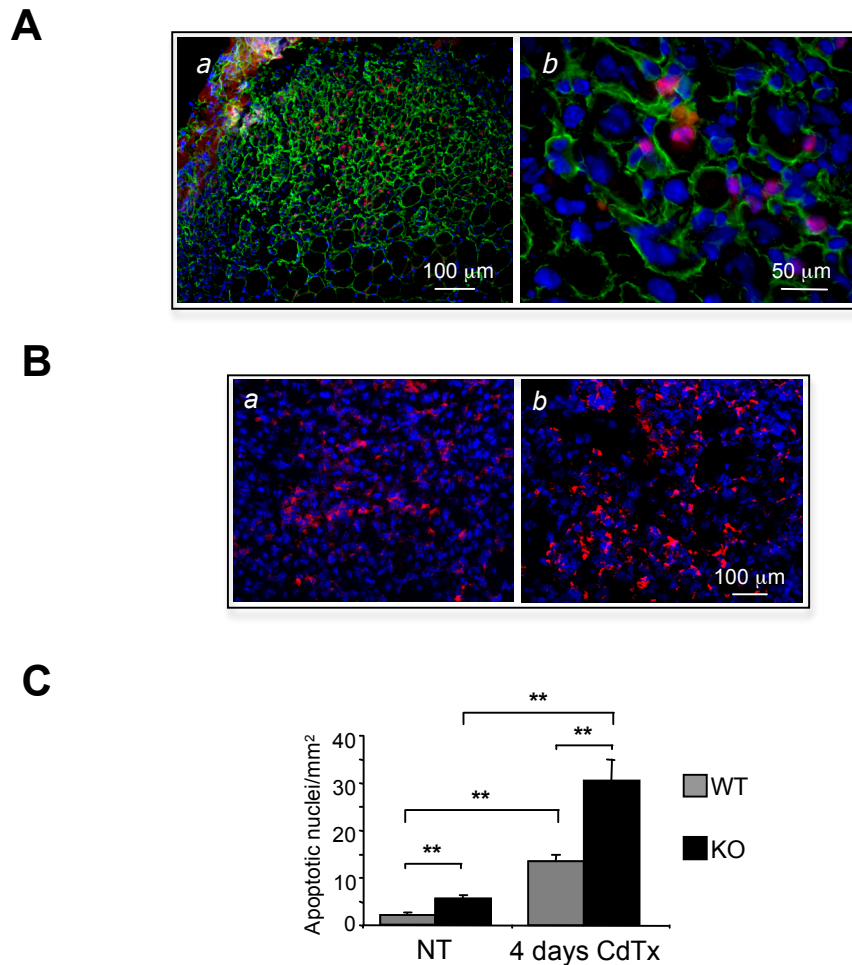 A
a
b
100 μm
50 μm
B
a
b
100 μm
C
**
**
**
**
Apoptotic nuclei/mm²
40
30
20
10
0
WT
KO
NT
4 days CdTx